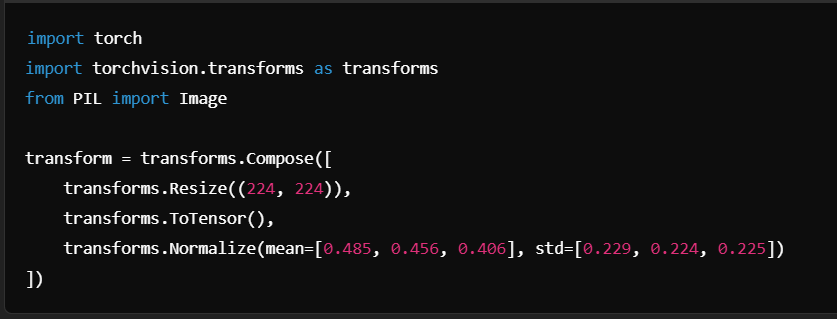 import torch
import torchvision.transforms as transforms
from PIL import Image

transform = transforms.Compose([
    transforms.Resize((224, 224)),
    transforms.ToTensor(),
    transforms.Normalize(mean=[0.485, 0.456, 0.406], std=[0.229, 0.224, 0.225])
])